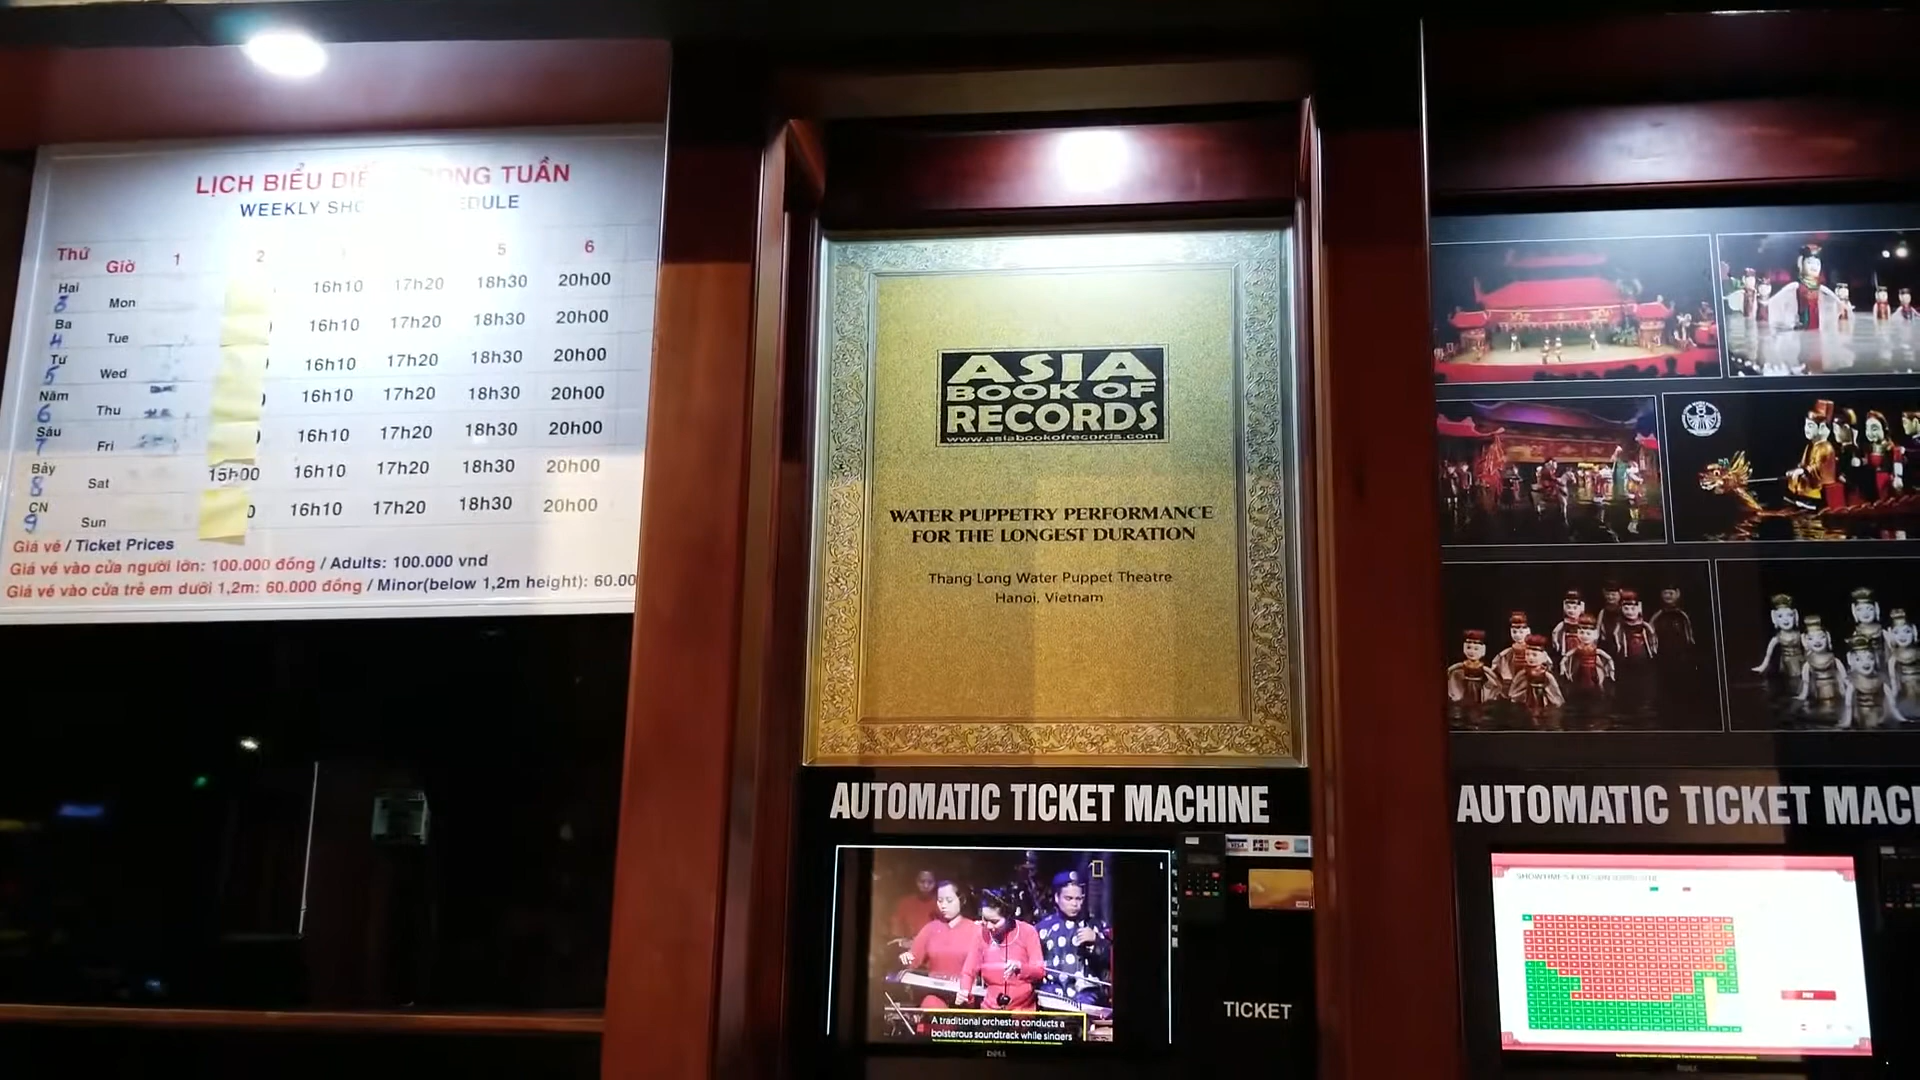 LỊCH BIỂU TUẦN
WEEKLY
Thứ Giờ 1 2 5 6
Hai 3 Mon 16h10 17h20 18h30 20h00
Ba 4 Tue 16h10 17h20 18h30 20h00
Tư 5 Wed 16h10 17h20 18h30 20h00
Năm 6 Thu 16h10 17h20 18h30 20h00
Sáu 7 Fri 16h10 17h20 18h30 20h00
Bảy 8 Sat 15h00 16h10 17h20 18h30 20h00
CN 9 Sun 16h10 17h20 18h30 20h00
Giá vé / Ticket Prices
Giá vé vào cửa người lớn: 100.000 đồng / Adults: 100.000 vnd
Giá vé vào cửa trẻ em dưới 1,2m: 60.000 đồng / Minor(below 1,2m height): 60.00
ASIA
BOOK OF
RECORDS
www.asiabookofrecords.com
WATER PUPPETRY PERFORMANCE
FOR THE LONGEST DURATION
Thang Long Water Puppet Theatre
Hanoi, Vietnam
AUTOMATIC TICKET MACHINE
A traditional orchestra conducts a
boisterous soundtrack while singers
DELL
VISA JCB
TICKET
AUTOMATIC TICKET
SHOWTIMES FOR
DELL